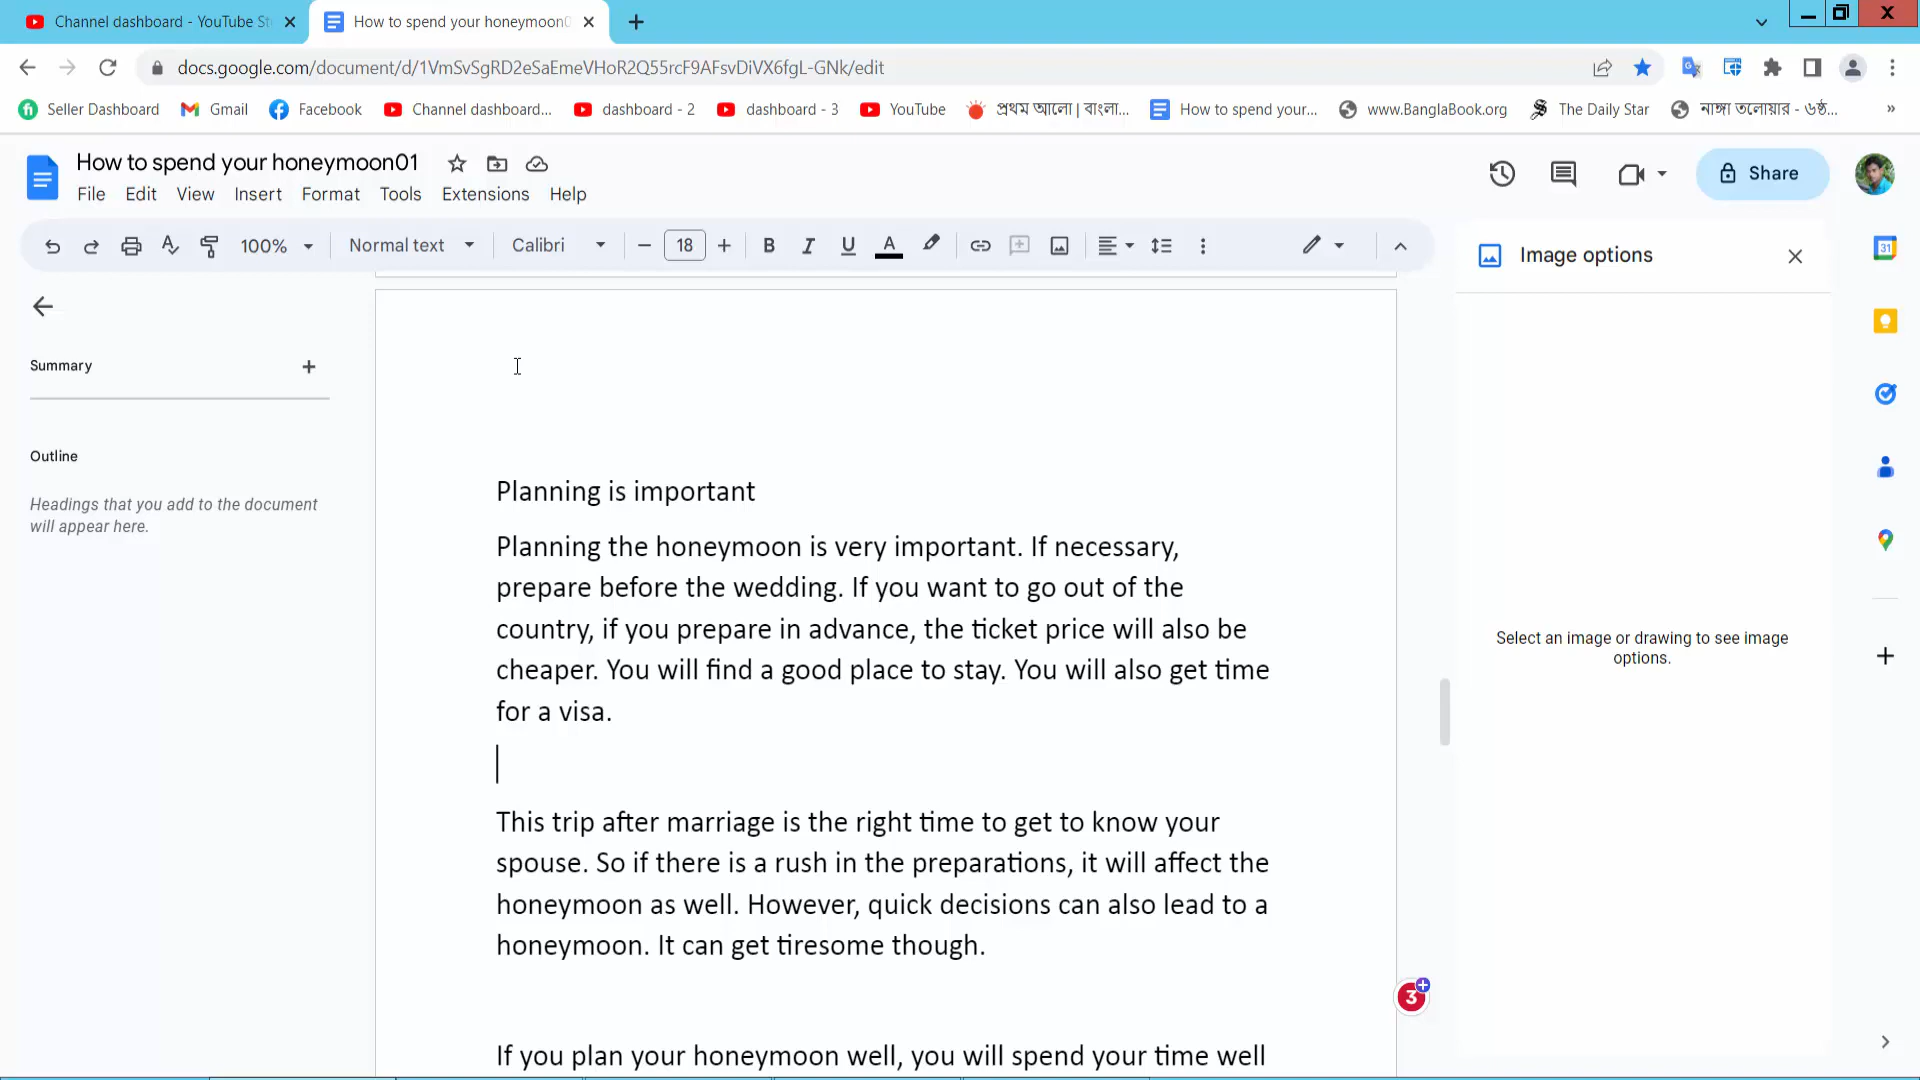 Channel dashboard - YouTube St
How to spend your honeymoon0
docs.google.com/document/d/1VmSvSgRD2eSaEmeVHoR2Q55rcF9AFsvDiVX6fgL-GNk/edit
Seller Dashboard
Gmail
Facebook
Channel dashboard...
dashboard - 2
dashboard - 3
YouTube
প্রথম আলো | বাংলা...
How to spend your...
www.BanglaBook.org
The Daily Star
নাঙ্গা তলোয়ার - ৬ষ্ঠ...
»
How to spend your honeymoon01
File Edit View Insert Format Tools Extensions Help
Share
100%
Normal text
Calibri
18
B I U A
Image options
31
Summary
Outline
Headings that you add to the document
will appear here.
Planning is important
Planning the honeymoon is very important. If necessary,
prepare before the wedding. If you want to go out of the
country, if you prepare in advance, the ticket price will also be
cheaper. You will find a good place to stay. You will also get time
for a visa.
This trip after marriage is the right time to get to know your
spouse. So if there is a rush in the preparations, it will affect the
honeymoon as well. However, quick decisions can also lead to a
honeymoon. It can get tiresome though.
If you plan your honeymoon well, you will spend your time well
Select an image or drawing to see image
options.
3